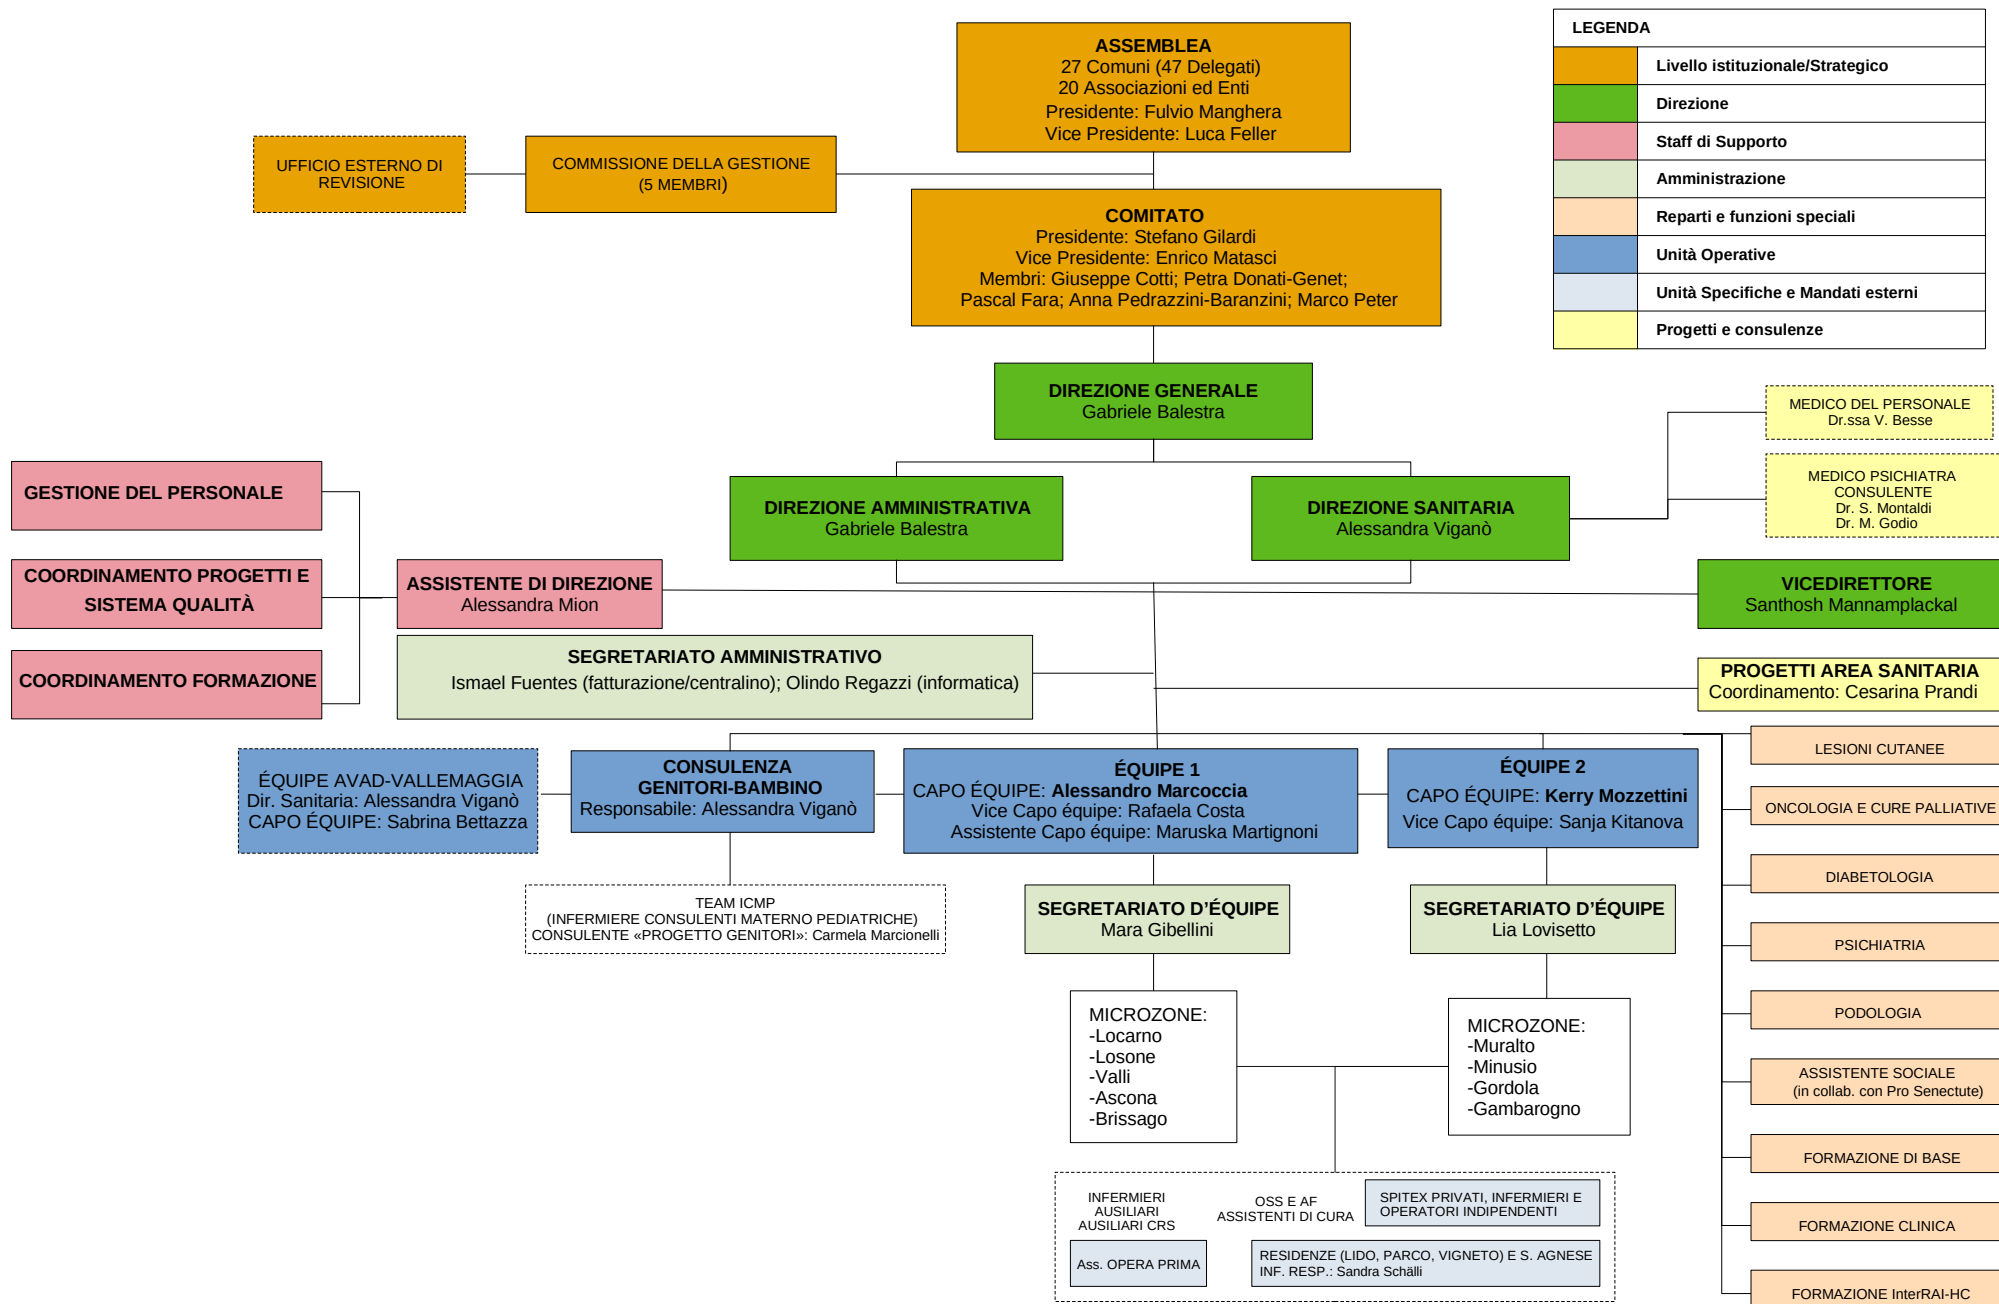 ASSEMBLEA
27 Comuni (47 Delegati)
20 Associazioni ed Enti
Presidente: Fulvio Manghera
Vice Presidente: Luca Feller
LEGENDA
Livello istituzionale/Strategico
Direzione
Staff di Supporto
Amministrazione
Reparti e funzioni speciali
Unità Operative
Unità Specifiche e Mandati esterni
Progetti e consulenze
UFFICIO ESTERNO DI
REVISIONE
COMMISSIONE DELLA GESTIONE
(5 MEMBRI)
COMITATO
Presidente: Stefano Gilardi
Vice Presidente: Enrico Matasci
Membri: Giuseppe Cotti; Petra Donati-Genet;
Pascal Fara; Anna Pedrazzini-Baranzini; Marco Peter
DIREZIONE GENERALE
Gabriele Balestra
MEDICO DEL PERSONALE
Dr.ssa V. Besse
MEDICO PSICHIATRA
CONSULENTE
Dr. S. Montaldi
Dr. M. Godio
GESTIONE DEL PERSONALE
DIREZIONE AMMINISTRATIVA
Gabriele Balestra
DIREZIONE SANITARIA
Alessandra Viganò
COORDINAMENTO PROGETTI E
SISTEMA QUALITÀ
ASSISTENTE DI DIREZIONE
Alessandra Mion
VICEDIRETTORE
Santhosh Mannamplackal
COORDINAMENTO FORMAZIONE
SEGRETARIATO AMMINISTRATIVO
Ismael Fuentes (fatturazione/centralino); Olindo Regazzi (informatica)
PROGETTI AREA SANITARIA
Coordinamento: Cesarina Prandi
ÉQUIPE AVAD-VALLEMAGGIA
Dir. Sanitaria: Alessandra Viganò
CAPO ÉQUIPE: Sabrina Bettazza
CONSULENZA
GENITORI-BAMBINO
Responsabile: Alessandra Viganò
ÉQUIPE 1
CAPO ÉQUIPE: Alessandro Marcoccia
Vice Capo équipe: Rafaela Costa
Assistente Capo équipe: Maruska Martignoni
ÉQUIPE 2
CAPO ÉQUIPE: Kerry Mozzettini
Vice Capo équipe: Sanja Kitanova
TEAM ICMP
(INFERMIERE CONSULENTI MATERNO PEDIATRICHE)
CONSULENTE «PROGETTO GENITORI»: Carmela Marcionelli
SEGRETARIATO D'ÉQUIPE
Mara Gibellini
SEGRETARIATO D'ÉQUIPE
Lia Lovisetto
MICROZONE:
-Locarno
-Losone
-Valli
-Ascona
-Brissago
MICROZONE:
-Muralto
-Minusio
-Gordola
-Gambarogno
INFERMIERI
AUSILIARI
AUSILIARI CRS
OSS E AF
ASSISTENTI DI CURA
SPITEX PRIVATI, INFERMIERI E
OPERATORI INDIPENDENTI
Ass. OPERA PRIMA
RESIDENZE (LIDO, PARCO, VIGNETO) E S. AGNESE
INF. RESP.: Sandra Schälli
LESIONI CUTANEE
ONCOLOGIA E CURE PALLIATIVE
DIABETOLOGIA
PSICHIATRIA
PODOLOGIA
ASSISTENTE SOCIALE
(in collab. con Pro Senectute)
FORMAZIONE DI BASE
FORMAZIONE CLINICA
FORMAZIONE InterRAI-HC